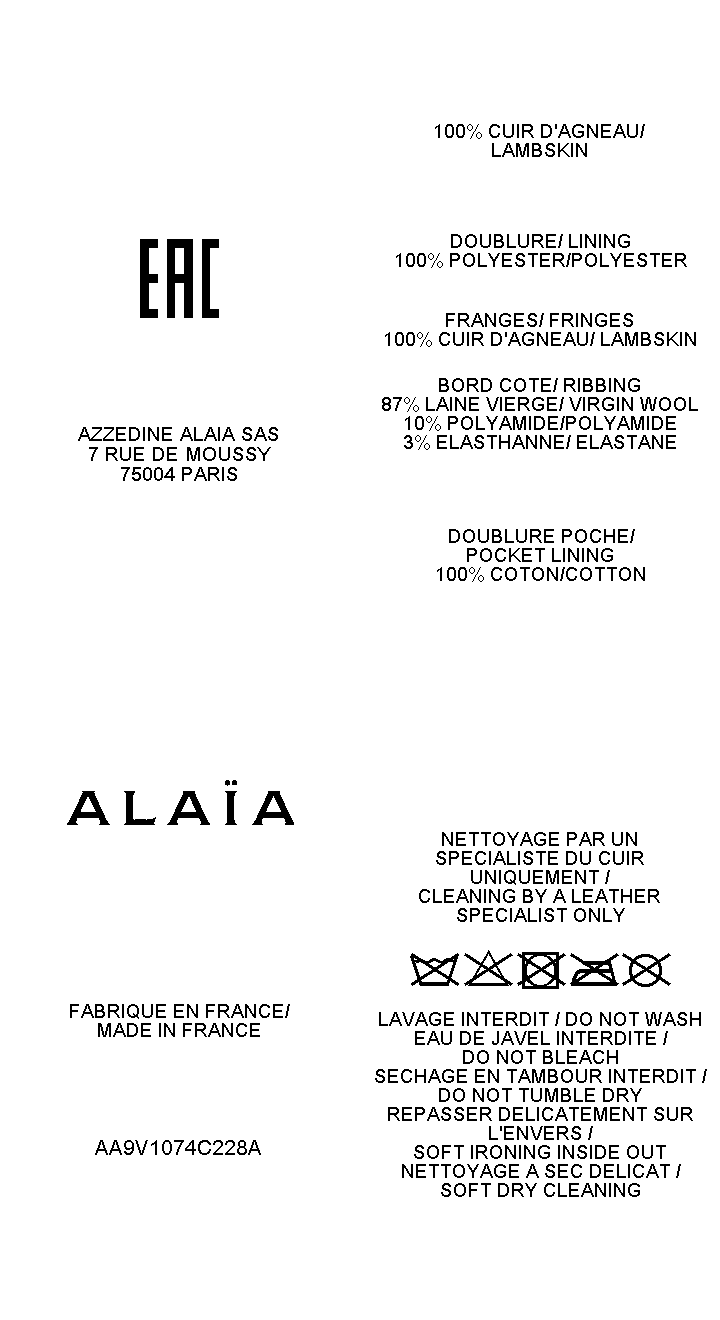 EAC
AZZEDINE ALAIA SAS
7 RUE DE MOUSSY
75004 PARIS
100% CUIR D'AGNEAU/
LAMBSKIN
DOUBLURE/ LINING
100% POLYESTER/POLYESTER
FRANGES/ FRINGES
100% CUIR D'AGNEAU/ LAMBSKIN
BORD COTE/ RIBBING
87% LAINE VIERGE/ VIRGIN WOOL
10% POLYAMIDE/POLYAMIDE
3% ELASTHANNE/ ELASTANE
DOUBLURE POCHE/
POCKET LINING
100% COTON/COTTON
ALAÏA
FABRIQUE EN FRANCE/
MADE IN FRANCE
AA9V1074C228A
NETTOYAGE PAR UN
SPECIALISTE DU CUIR
UNIQUEMENT /
CLEANING BY A LEATHER
SPECIALIST ONLY
LAVAGE INTERDIT / DO NOT WASH
EAU DE JAVEL INTERDITE /
DO NOT BLEACH
SECHAGE EN TAMBOUR INTERDIT /
DO NOT TUMBLE DRY
REPASSER DELICATEMENT SUR
L'ENVERS /
SOFT IRONING INSIDE OUT
NETTOYAGE A SEC DELICAT /
SOFT DRY CLEANING